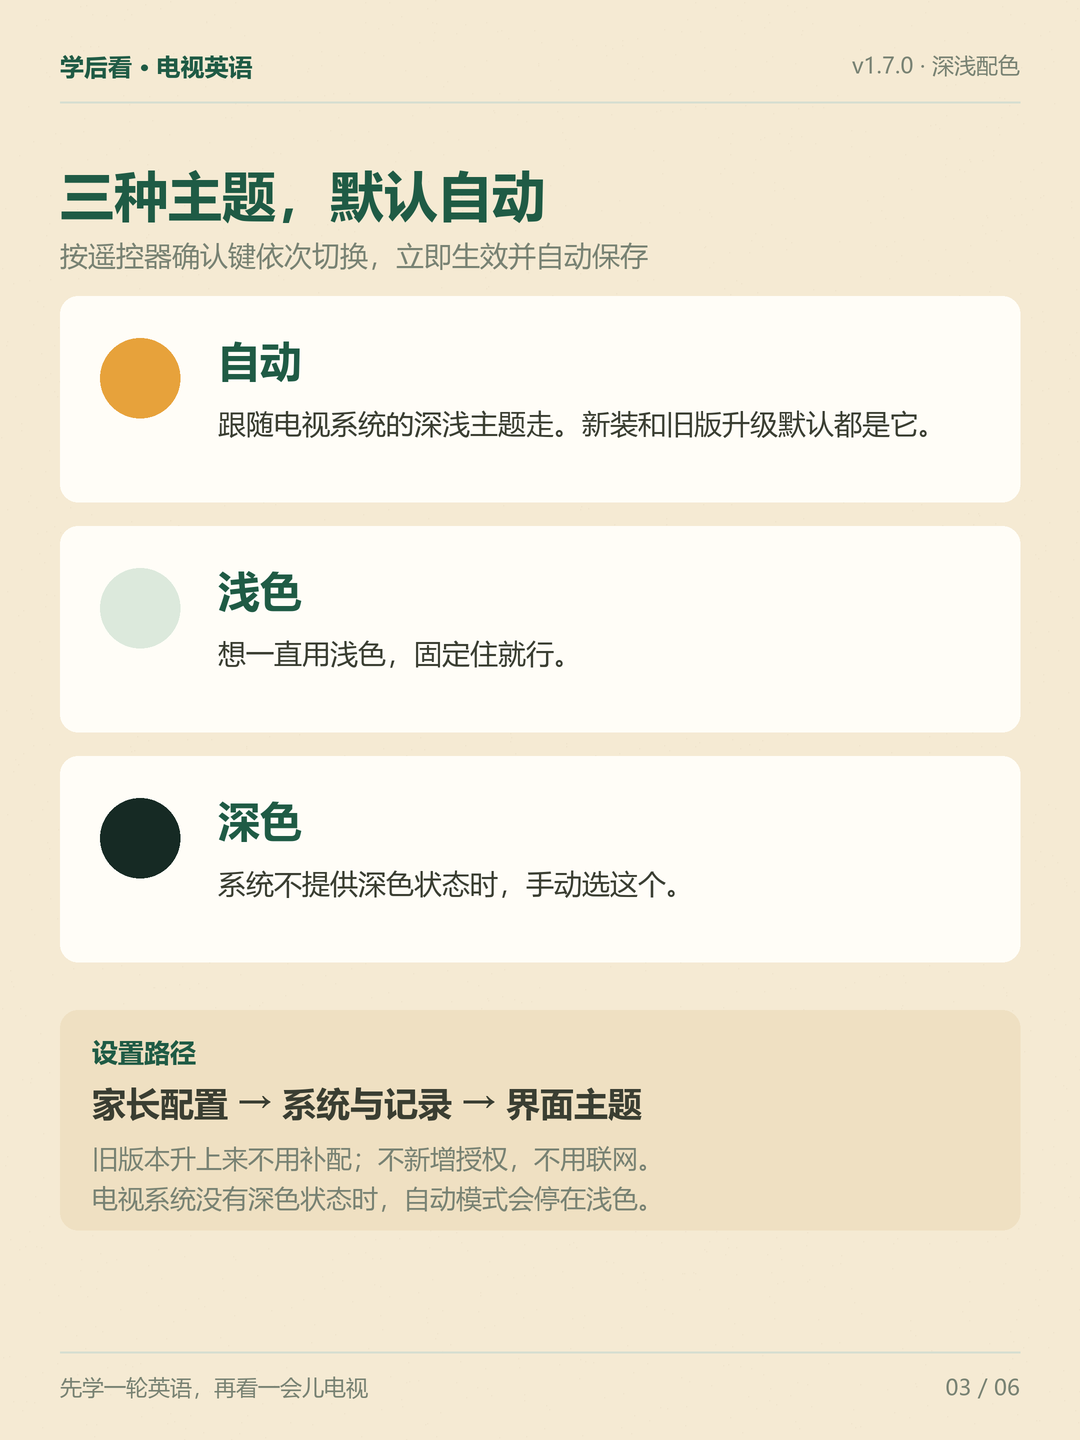 学后看 • 电视英语
v1.7.0 · 深浅配色
三种主题，默认自动
按遥控器确认键依次切换，立即生效并自动保存
自动
跟随电视系统的深浅主题走。新装和旧版升级默认都是它。
浅色
想一直用浅色，固定住就行。
深色
系统不提供深色状态时，手动选这个。
设置路径
家长配置 → 系统与记录 → 界面主题
旧版本升上来不用补配；不新增授权，不用联网。
电视系统没有深色状态时，自动模式会停在浅色。
先学一轮英语，再看一会儿电视
03 / 06